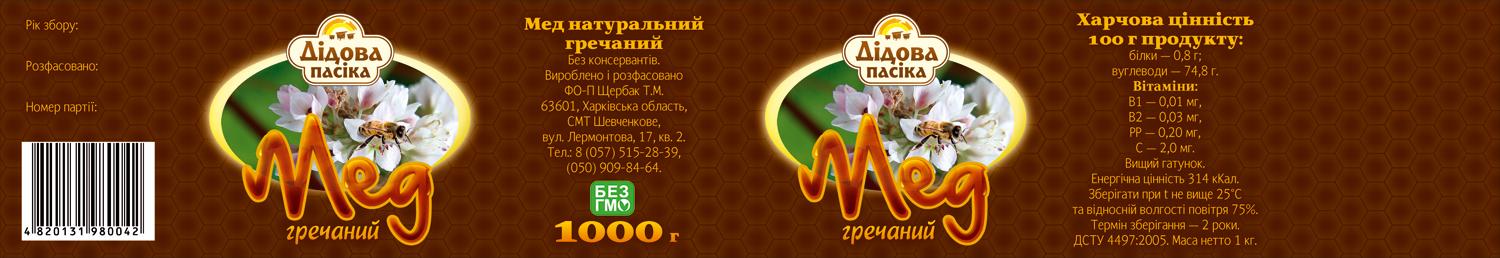 Рік збору:
Розфасовано:
Номер партії:
4820131980042
Дідова
пасіка
Мед
гречаний
Мед натуральний
гречаний
Без консервантів.
Вироблено і розфасовано
ФО-П Щербак Т.М.
63601, Харківська область,
СМТ Шевченкове,
вул. Лермонтова, 17, кв. 2.
Тел.: 8 (057) 515-28-39,
(050) 909-84-64.
БЕЗ
ГМО
1000 г
Дідова
пасіка
Мед
гречаний
Харчова цінність
100 г продукту:
білки — 0,8 г;
вуглеводи — 74,8 г.
Вітаміни:
В1 — 0,01 мг,
В2 — 0,03 мг,
РР — 0,20 мг,
С — 2,0 мг.
Вищий гатунок.
Енергічна цінність 314 кКал.
Зберігати при t не вище 25°С
та відносній волгості повітря 75%.
Термін зберігання — 2 роки.
ДСТУ 4497:2005. Маса нетто 1 кг.